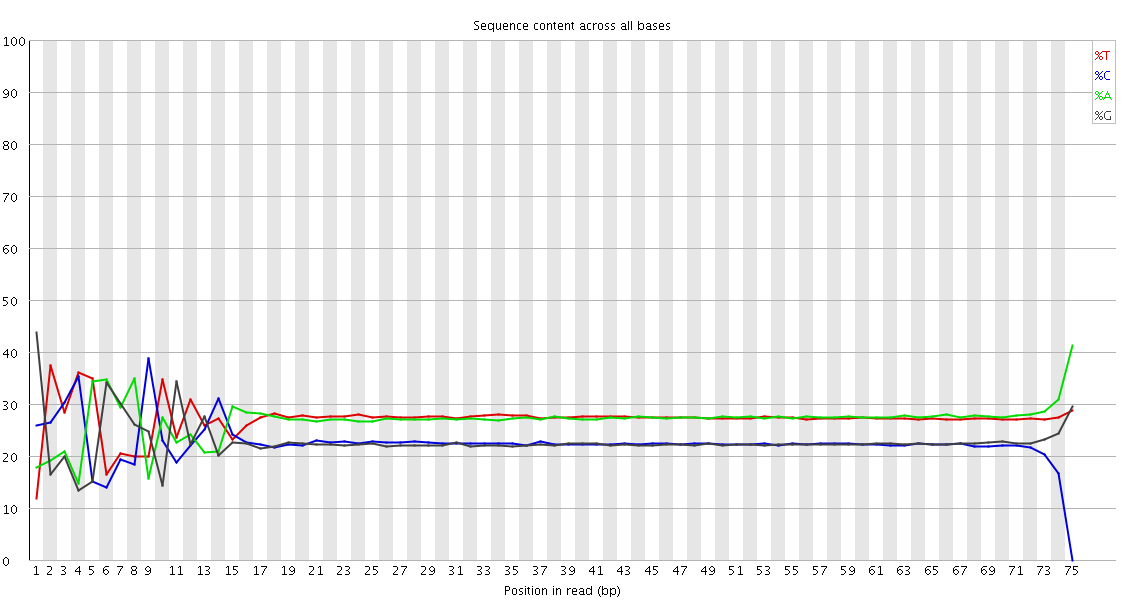 Sequence content across all bases
100
90
80
70
60
50
40
30
20
10
0
%T
%C
%A
%G
1 2 3 4 5 6 7 8 9 11 13 15 17 19 21 23 25 27 29 31 33 35 37 39 41 43 45 47 49 51 53 55 57 59 61 63 65 67 69 71 73 75
Position in read (bp)